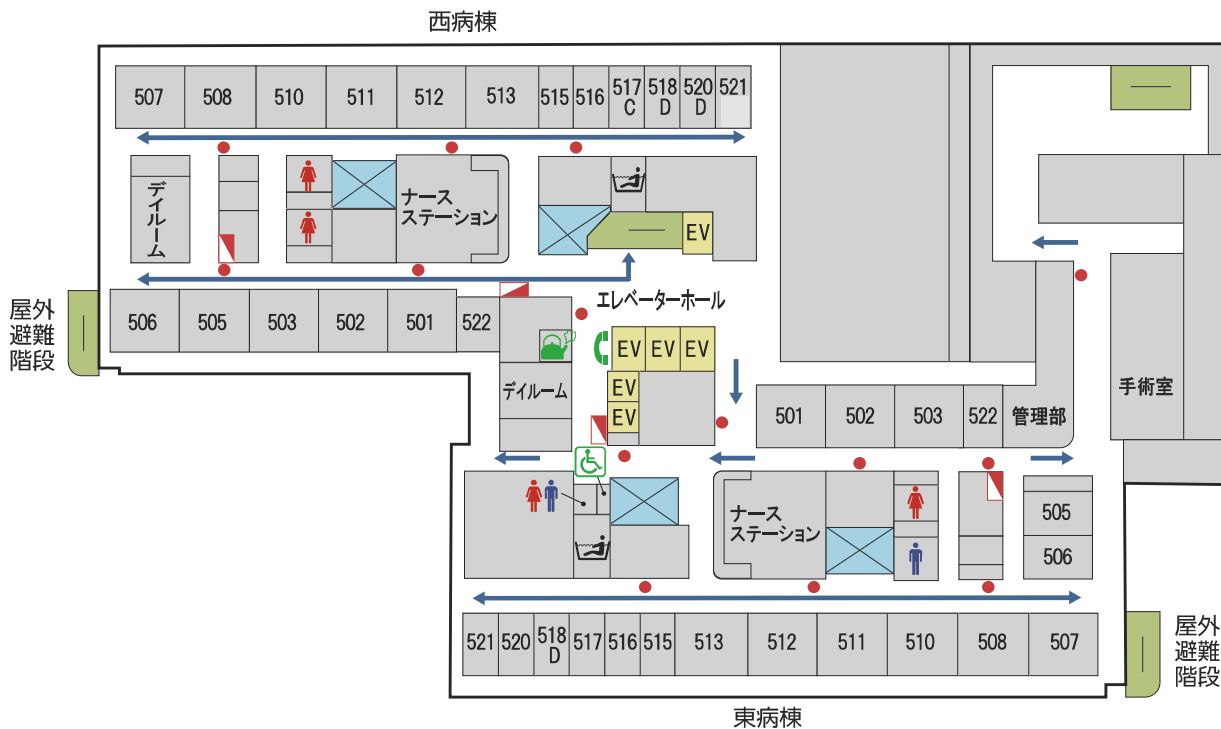 西病棟
507
508
510
511
512
513
515
516
517
C
518
D
520
D
521
デイルーム
ナース
ステーション
EV
エレベーターホール
屋外
避難
階段
506
505
503
502
501
522
EV
EV
EV
デイルーム
EV
EV
501
502
503
522
管理部
手術室
ナース
ステーション
505
506
521
520
518
D
517
516
515
513
512
511
510
508
507
屋外
避難
階段
東病棟